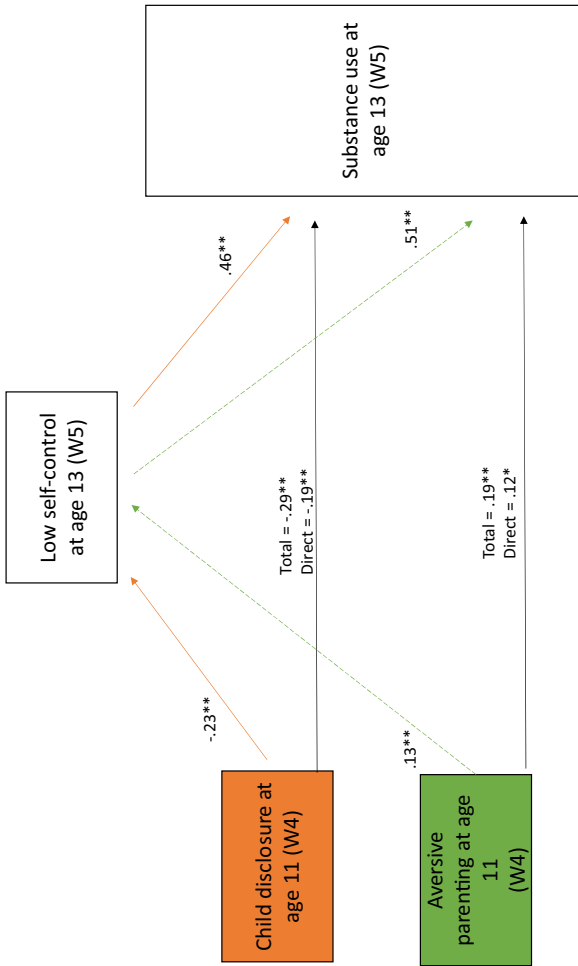 Low self-control
at age 13 (W5)
-.23**
.46**
Child disclosure at
age 11 (W4)
Total = -.29**
Direct = -.19**
Substance use at
age 13 (W5)
.13**
.51**
Aversive
parenting at age
11
(W4)
Total = .19**
Direct = .12*